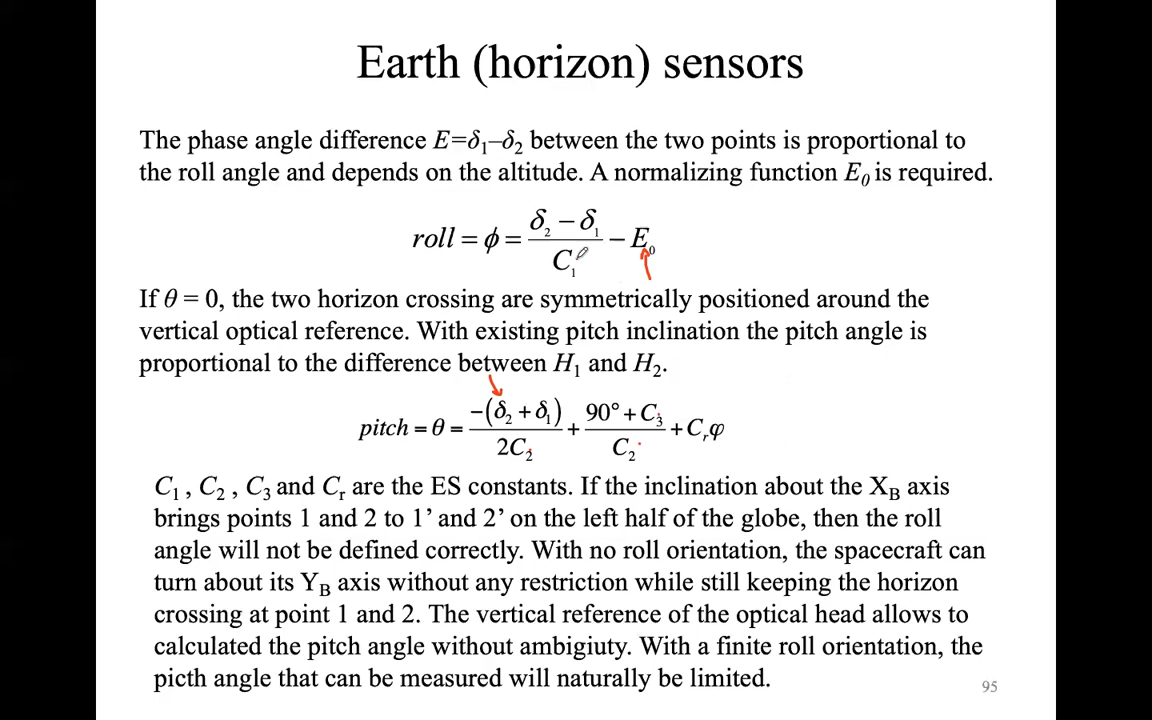 Earth (horizon) sensors
The phase angle difference E=δ₁–δ₂ between the two points is proportional to
the roll angle and depends on the altitude. A normalizing function E₀ is required.
roll = ϕ = (δ₂ − δ₁)/C₁ − E₀
If θ = 0, the two horizon crossing are symmetrically positioned around the
vertical optical reference. With existing pitch inclination the pitch angle is
proportional to the difference between H₁ and H₂.
pitch = θ = −(δ₂ + δ₁)/2C₂ + (90° + C₃)/C₂ + Cᵣφ
C₁ , C₂ , C₃ and Cᵣ are the ES constants. If the inclination about the X_B axis
brings points 1 and 2 to 1’ and 2’ on the left half of the globe, then the roll
angle will not be defined correctly. With no roll orientation, the spacecraft can
turn about its Y_B axis without any restriction while still keeping the horizon
crossing at point 1 and 2. The vertical reference of the optical head allows to
calculated the pitch angle without ambigiuty. With a finite roll orientation, the
picth angle that can be measured will naturally be limited.
95